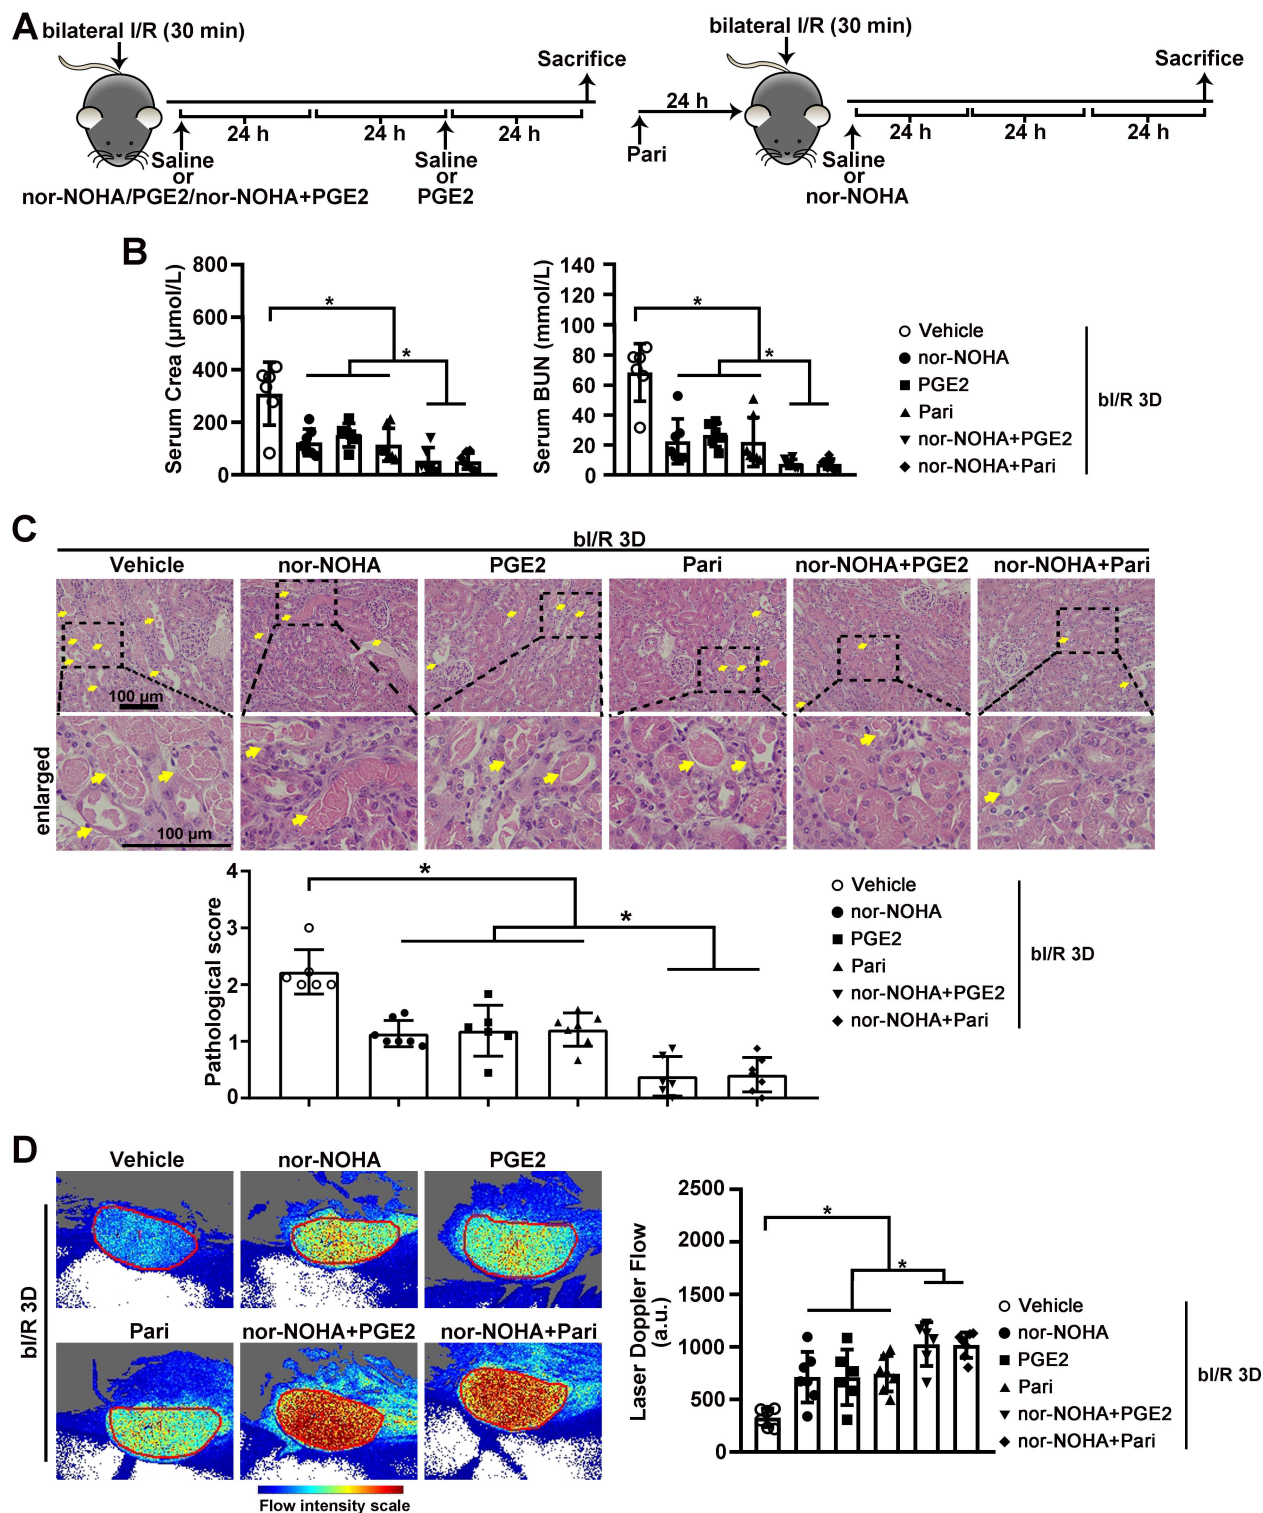 A
bilateral I/R (30 min)
Sacrifice
24 h
24 h
24 h
Saline
or
nor-NOHA/PGE2/nor-NOHA+PGE2
Saline
or
PGE2
bilateral I/R (30 min)
Sacrifice
24 h
Pari
24 h
24 h
24 h
Saline
or
nor-NOHA
B
Serum Crea (μmol/L)
800
600
400
200
0
*
*
Serum BUN (mmol/L)
140
120
100
80
60
40
20
0
*
*
Vehicle
nor-NOHA
PGE2
Pari
nor-NOHA+PGE2
nor-NOHA+Pari
bI/R 3D
C
bI/R 3D
Vehicle
nor-NOHA
PGE2
Pari
nor-NOHA+PGE2
nor-NOHA+Pari
100 μm
enlarged
100 μm
Pathological score
4
3
2
1
0
*
*
Vehicle
nor-NOHA
PGE2
Pari
nor-NOHA+PGE2
nor-NOHA+Pari
bI/R 3D
D
bI/R 3D
Vehicle
nor-NOHA
PGE2
Pari
nor-NOHA+PGE2
nor-NOHA+Pari
Flow intensity scale
Laser Doppler Flow
(a.u.)
2500
2000
1500
1000
500
0
*
*
Vehicle
nor-NOHA
PGE2
Pari
nor-NOHA+PGE2
nor-NOHA+Pari
bI/R 3D